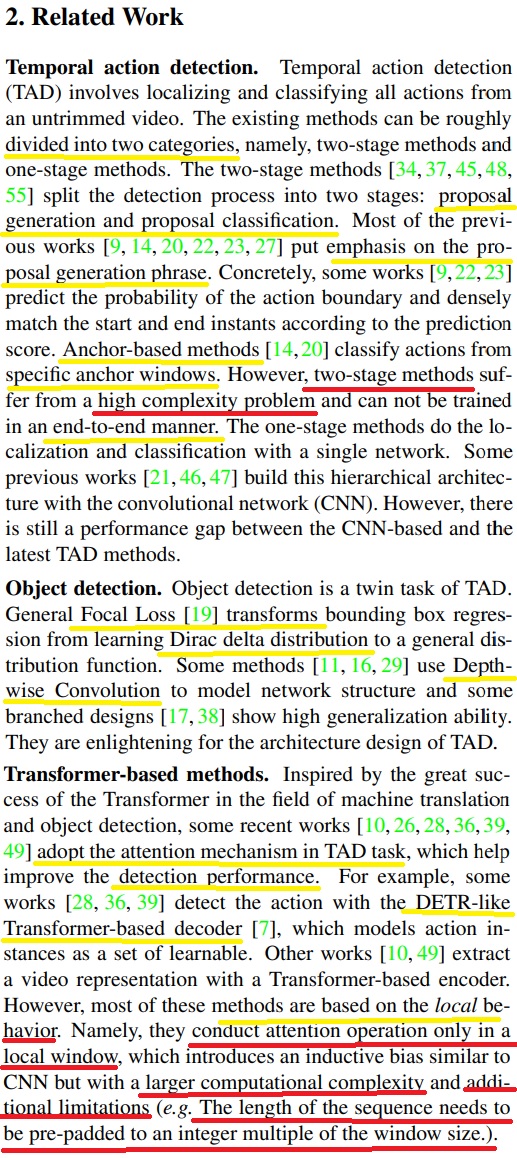 2. Related Work
Temporal action detection. Temporal action detection
(TAD) involves localizing and classifying all actions from
an untrimmed video. The existing methods can be roughly
divided into two categories, namely, two-stage methods and
one-stage methods. The two-stage methods [34, 37, 45, 48,
55] split the detection process into two stages: proposal
generation and proposal classification. Most of the previ-
ous works [9, 14, 20, 22, 23, 27] put emphasis on the pro-
posal generation phrase. Concretely, some works [9, 22, 23]
predict the probability of the action boundary and densely
match the start and end instants according to the prediction
score. Anchor-based methods [14, 20] classify actions from
specific anchor windows. However, two-stage methods suf-
fer from a high complexity problem and can not be trained
in an end-to-end manner. The one-stage methods do the lo-
calization and classification with a single network. Some
previous works [21, 46, 47] build this hierarchical architec-
ture with the convolutional network (CNN). However, there
is still a performance gap between the CNN-based and the
latest TAD methods.
Object detection. Object detection is a twin task of TAD.
General Focal Loss [19] transforms bounding box regres-
sion from learning Dirac delta distribution to a general dis-
tribution function. Some methods [11, 16, 29] use Depth-
wise Convolution to model network structure and some
branched designs [17, 38] show high generalization ability.
They are enlightening for the architecture design of TAD.
Transformer-based methods. Inspired by the great suc-
cess of the Transformer in the field of machine translation
and object detection, some recent works [10, 26, 28, 36, 39,
49] adopt the attention mechanism in TAD task, which help
improve the detection performance. For example, some
works [28, 36, 39] detect the action with the DETR-like
Transformer-based decoder [7], which models action in-
stances as a set of learnable. Other works [10, 49] extract
a video representation with a Transformer-based encoder.
However, most of these methods are based on the local be-
havior. Namely, they conduct attention operation only in a
local window, which introduces an inductive bias similar to
CNN but with a larger computational complexity and addi-
tional limitations (e.g. The length of the sequence needs to
be pre-padded to an integer multiple of the window size.).